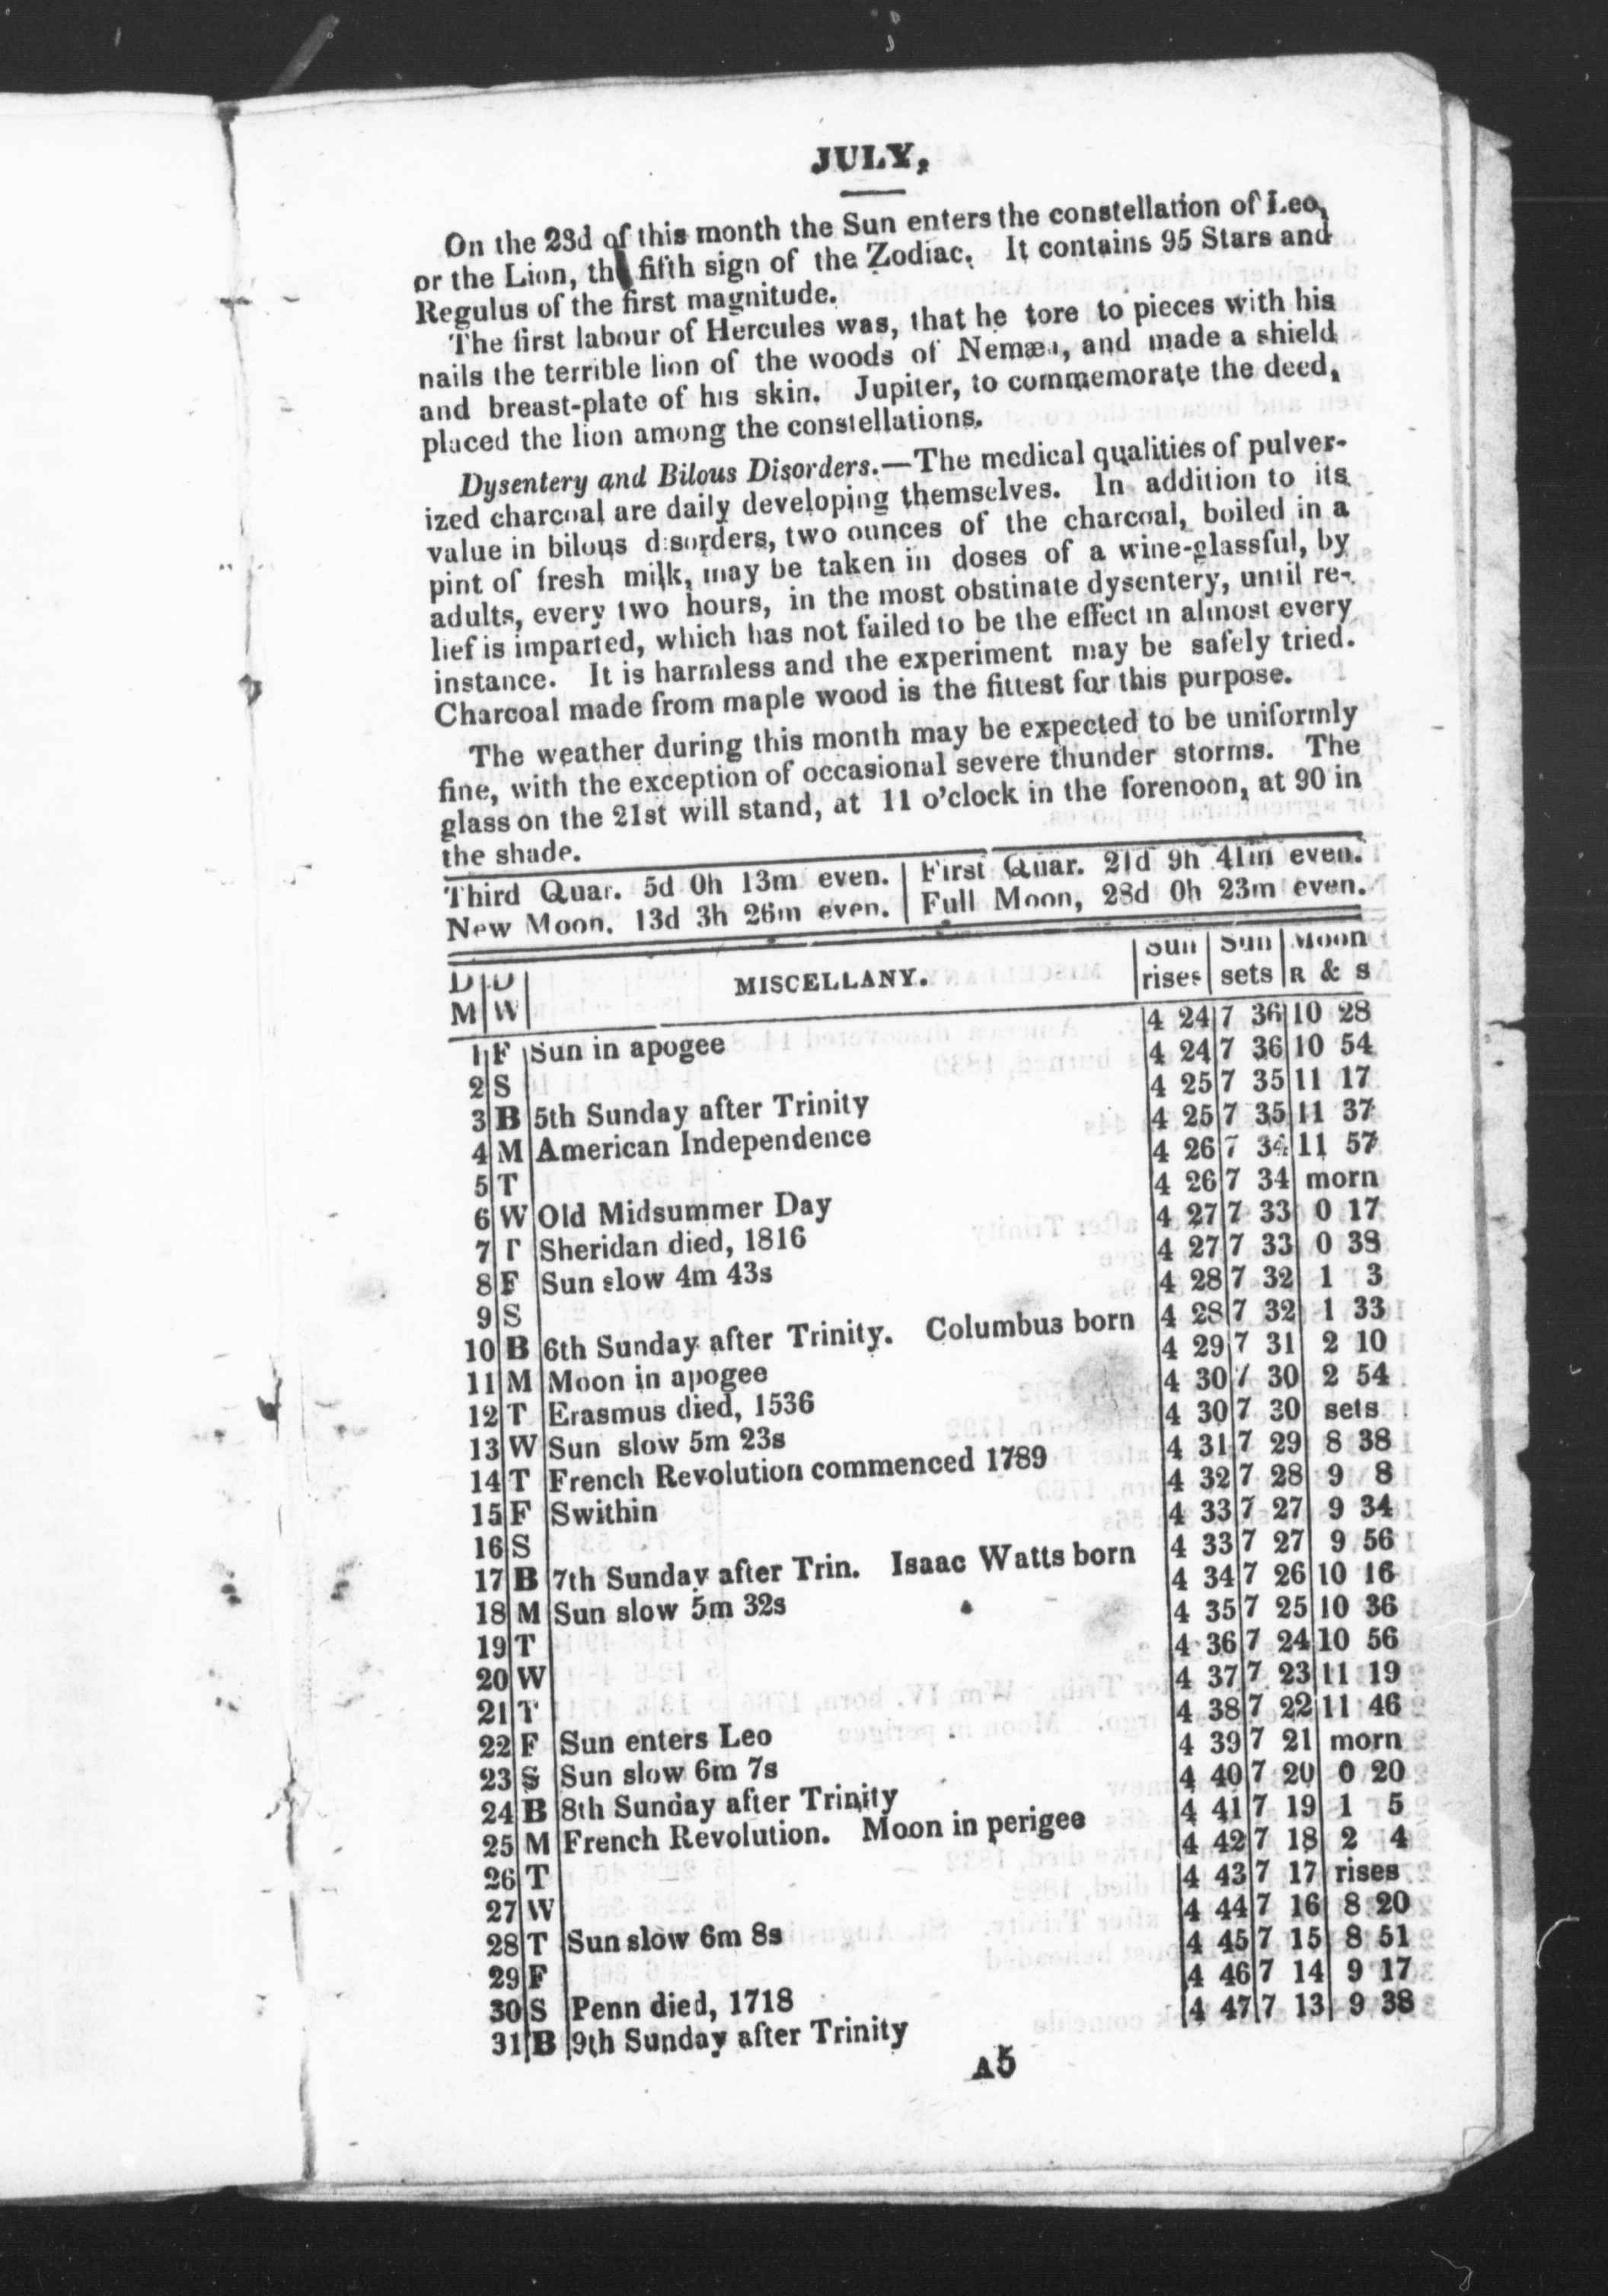 JULY,
On the 23d of this month the Sun enters the constellation of Leo,
or the Lion, the fifth sign of the Zodiac. It contains 95 Stars and
Regulus of the first magnitude.
The first labour of Hercules was, that he tore to pieces with his
nails the terrible lion of the woods of Nemæa, and made a shield
and breast-plate of his skin. Jupiter, to commemorate the deed,
placed the lion among the constellations.
Dysentery and Bilous Disorders.—The medical qualities of pulver-
ized charcoal are daily developing themselves. In addition to its
value in bilous disorders, two ounces of the charcoal, boiled in a
pint of fresh milk, may be taken in doses of a wine-glassful, by
adults, every two hours, in the most obstinate dysentery, until re-
lief is imparted, which has not failed to be the effect in almost every
instance. It is harmless and the experiment may be safely tried.
Charcoal made from maple wood is the fittest for this purpose.
The weather during this month may be expected to be uniformly
fine, with the exception of occasional severe thunder storms. The
glass on the 21st will stand, at 11 o'clock in the forenoon, at 90 in
the shade.
Third Quar. 5d 0h 13m even. First Quar. 21d 9h 41m even.
New Moon, 13d 3h 26m even. Full Moon, 28d 0h 23m even.
D D MISCELLANY. Sun Sun Moon
M W rises sets R & s
1 F Sun in apogee 4 24 7 36 10 28
2 S 4 24 7 36 10 54
3 B 5th Sunday after Trinity 4 25 7 35 11 17
4 M American Independence 4 25 7 35 11 37
5 T 4 26 7 34 11 57
6 W Old Midsummer Day 4 26 7 34 morn
7 T Sheridan died, 1816 4 27 7 33 0 17
8 F Sun slow 4m 43s 4 27 7 33 0 38
9 S 4 28 7 32 1 3
10 B 6th Sunday after Trinity. Columbus born 4 28 7 32 1 33
11 M Moon in apogee 4 29 7 31 2 10
12 T Erasmus died, 1536 4 30 7 30 2 54
13 W Sun slow 5m 23s 4 30 7 30 sets
14 T French Revolution commenced 1789 4 31 7 29 8 38
15 F Swithin 4 32 7 28 9 8
16 S 4 33 7 27 9 34
17 B 7th Sunday after Trin. Isaac Watts born 4 33 7 27 9 56
18 M Sun slow 5m 32s 4 34 7 26 10 16
19 T 4 35 7 25 10 36
20 W 4 36 7 24 10 56
21 T 4 37 7 23 11 19
22 F Sun enters Leo 4 38 7 22 11 46
23 S Sun slow 6m 7s 4 39 7 21 morn
24 B 8th Sunday after Trinity 4 40 7 20 0 20
25 M French Revolution. Moon in perigee 4 41 7 19 1 5
26 T 4 42 7 18 2 4
27 W 4 43 7 17 rises
28 T Sun slow 6m 8s 4 44 7 16 8 20
29 F 4 45 7 15 8 51
30 S Penn died, 1718 4 46 7 14 9 17
31 B 9th Sunday after Trinity 4 47 7 13 9 38
A5